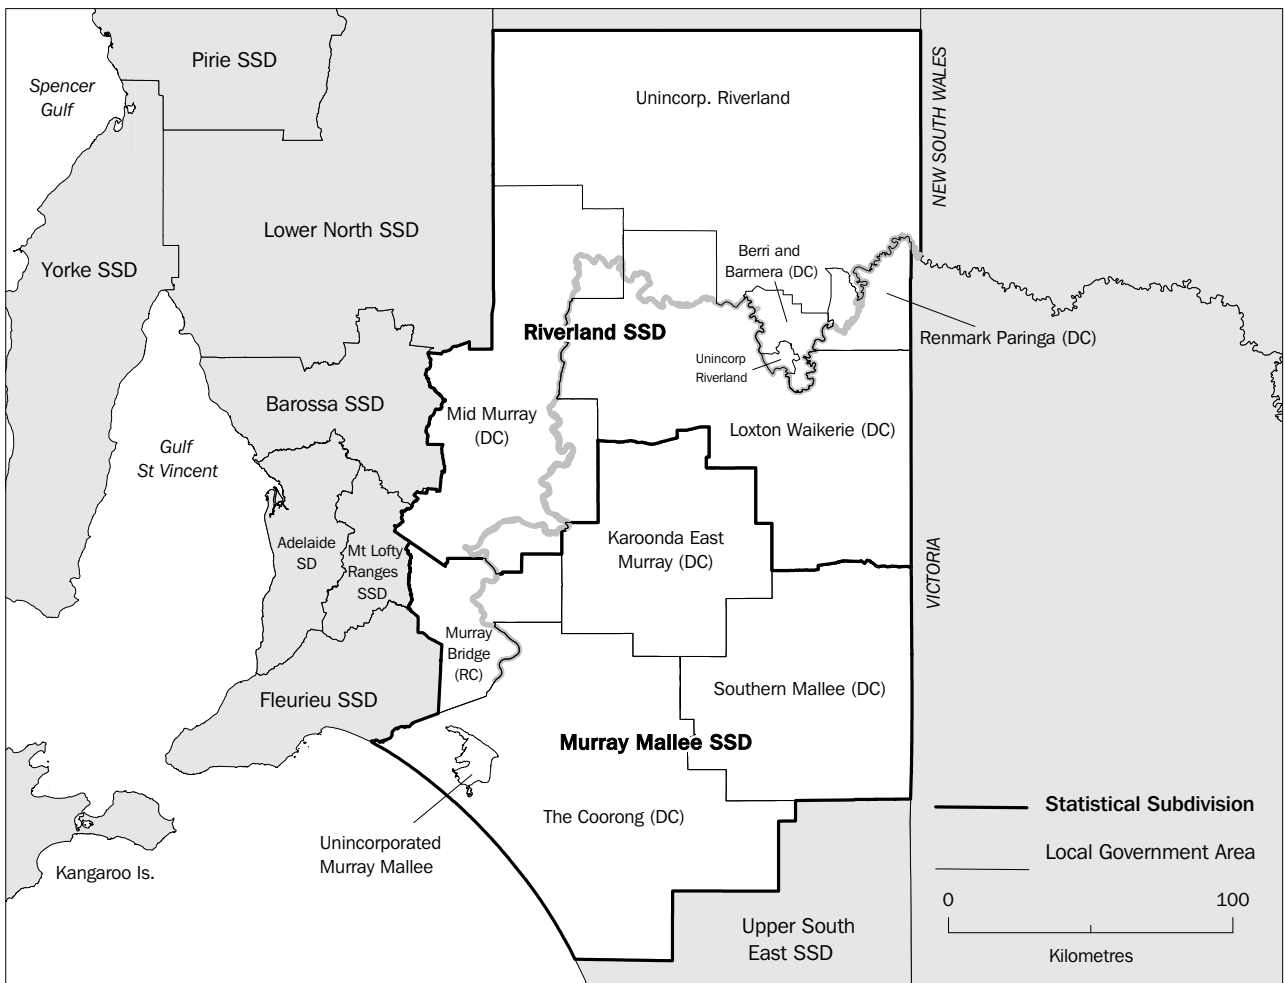 Pirie SSD
Spencer
Gulf
Unincorp. Riverland
NEW SOUTH WALES
Lower North SSD
Yorke SSD
Berri and
Barmera (DC)
Riverland SSD
Renmark Paringa (DC)
Unincorp
Riverland
Barossa SSD
Mid Murray
(DC)
Loxton Waikerie (DC)
Gulf
St Vincent
Adelaide
SD
Mt Lofty
Ranges
SSD
Karoonda East
Murray (DC)
VICTORIA
Murray
Bridge
(RC)
Fleurieu SSD
Southern Mallee (DC)
Murray Mallee SSD
The Coorong (DC)
Unincorporated
Murray Mallee
Kangaroo Is.
Upper South
East SSD
Statistical Subdivision
Local Government Area
0 100
Kilometres